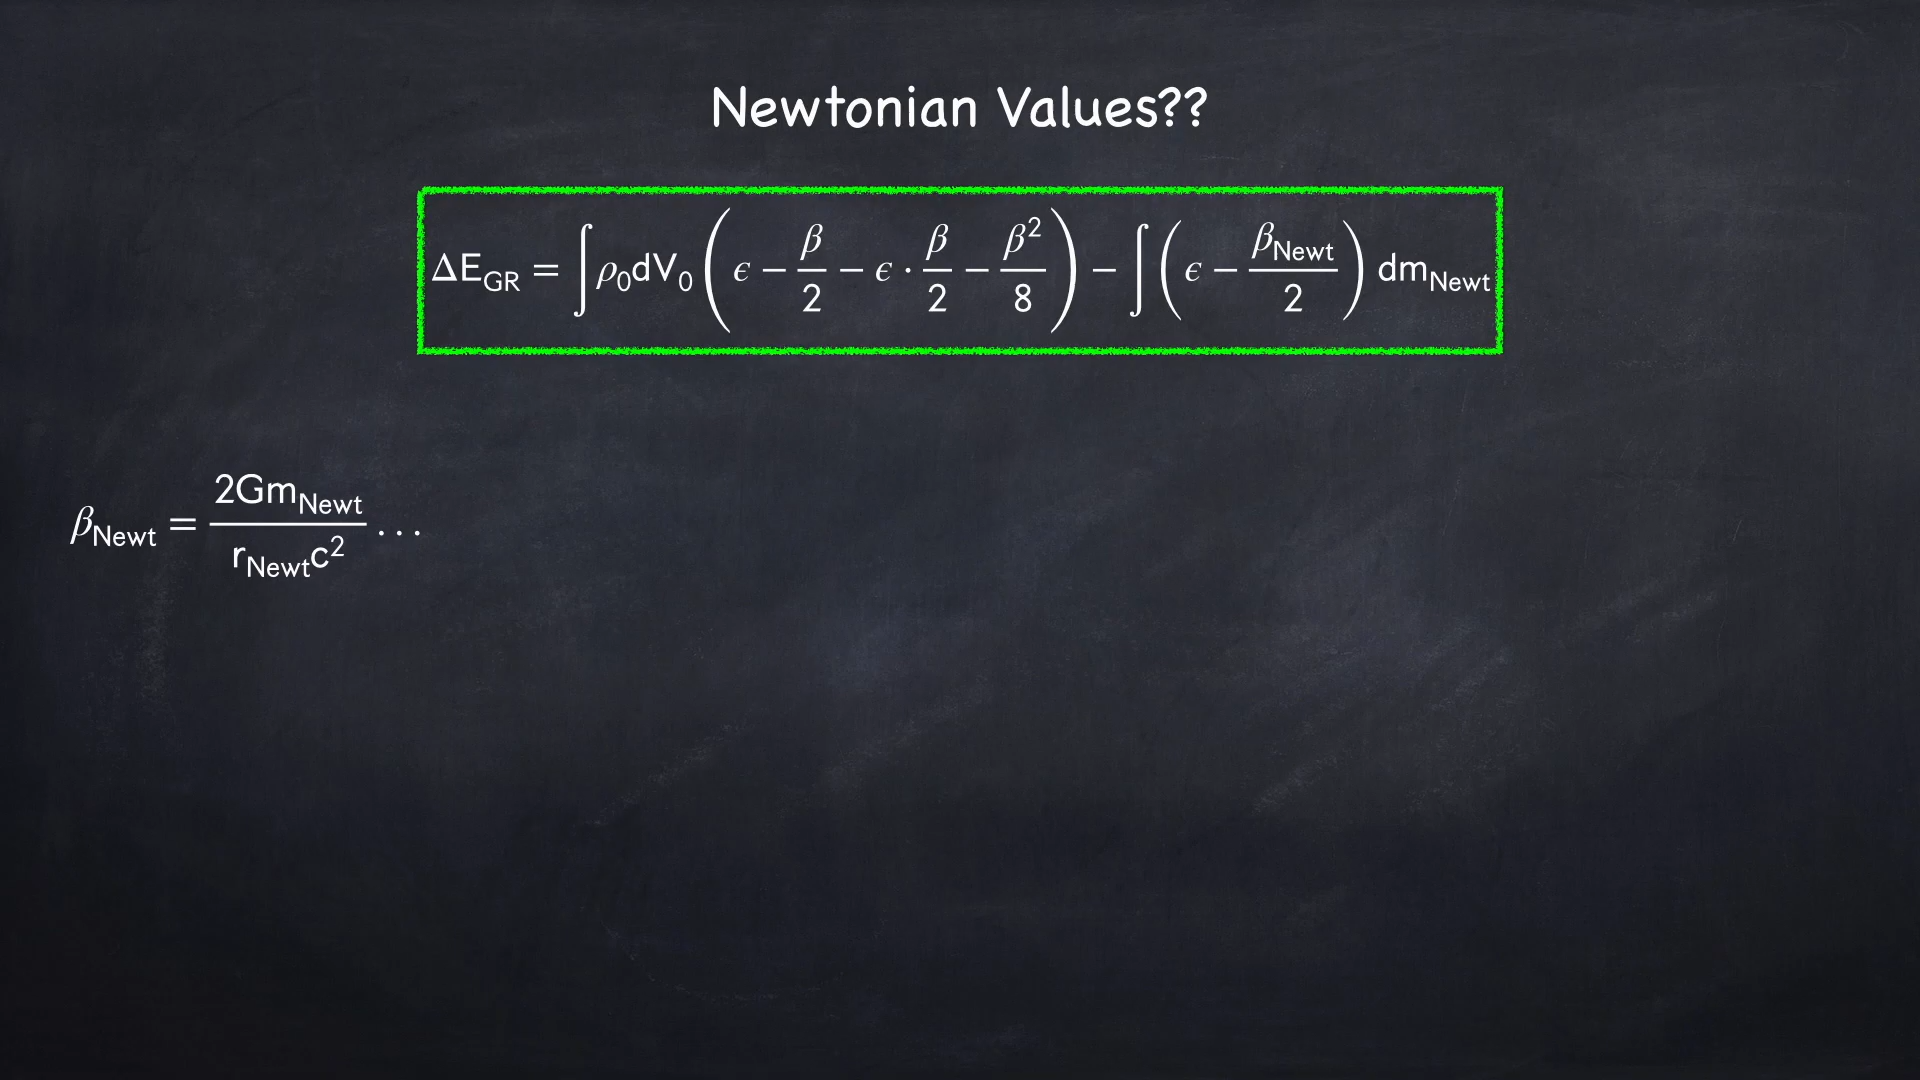 Newtonian Values??
ΔE_GR = ∫ρ₀dV₀ (ϵ − β/2 − ϵ · β/2 − β²/8) − ∫(ϵ − β_Newt/2) dm_Newt
β_Newt = 2Gm_Newt/r_Newt c² ...